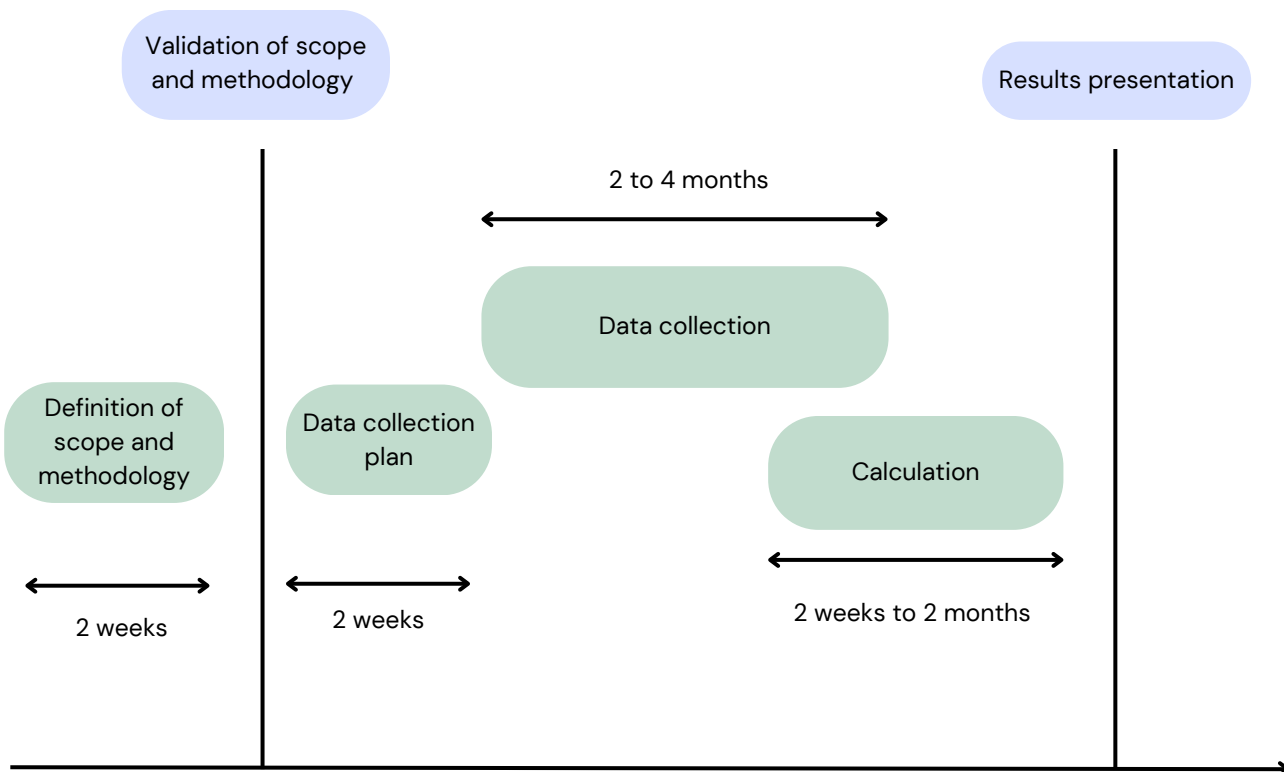 Validation of scope
and methodology
Results presentation
2 to 4 months
Data collection
Definition of
scope and
methodology
Data collection
plan
Calculation
2 weeks
2 weeks
2 weeks to 2 months